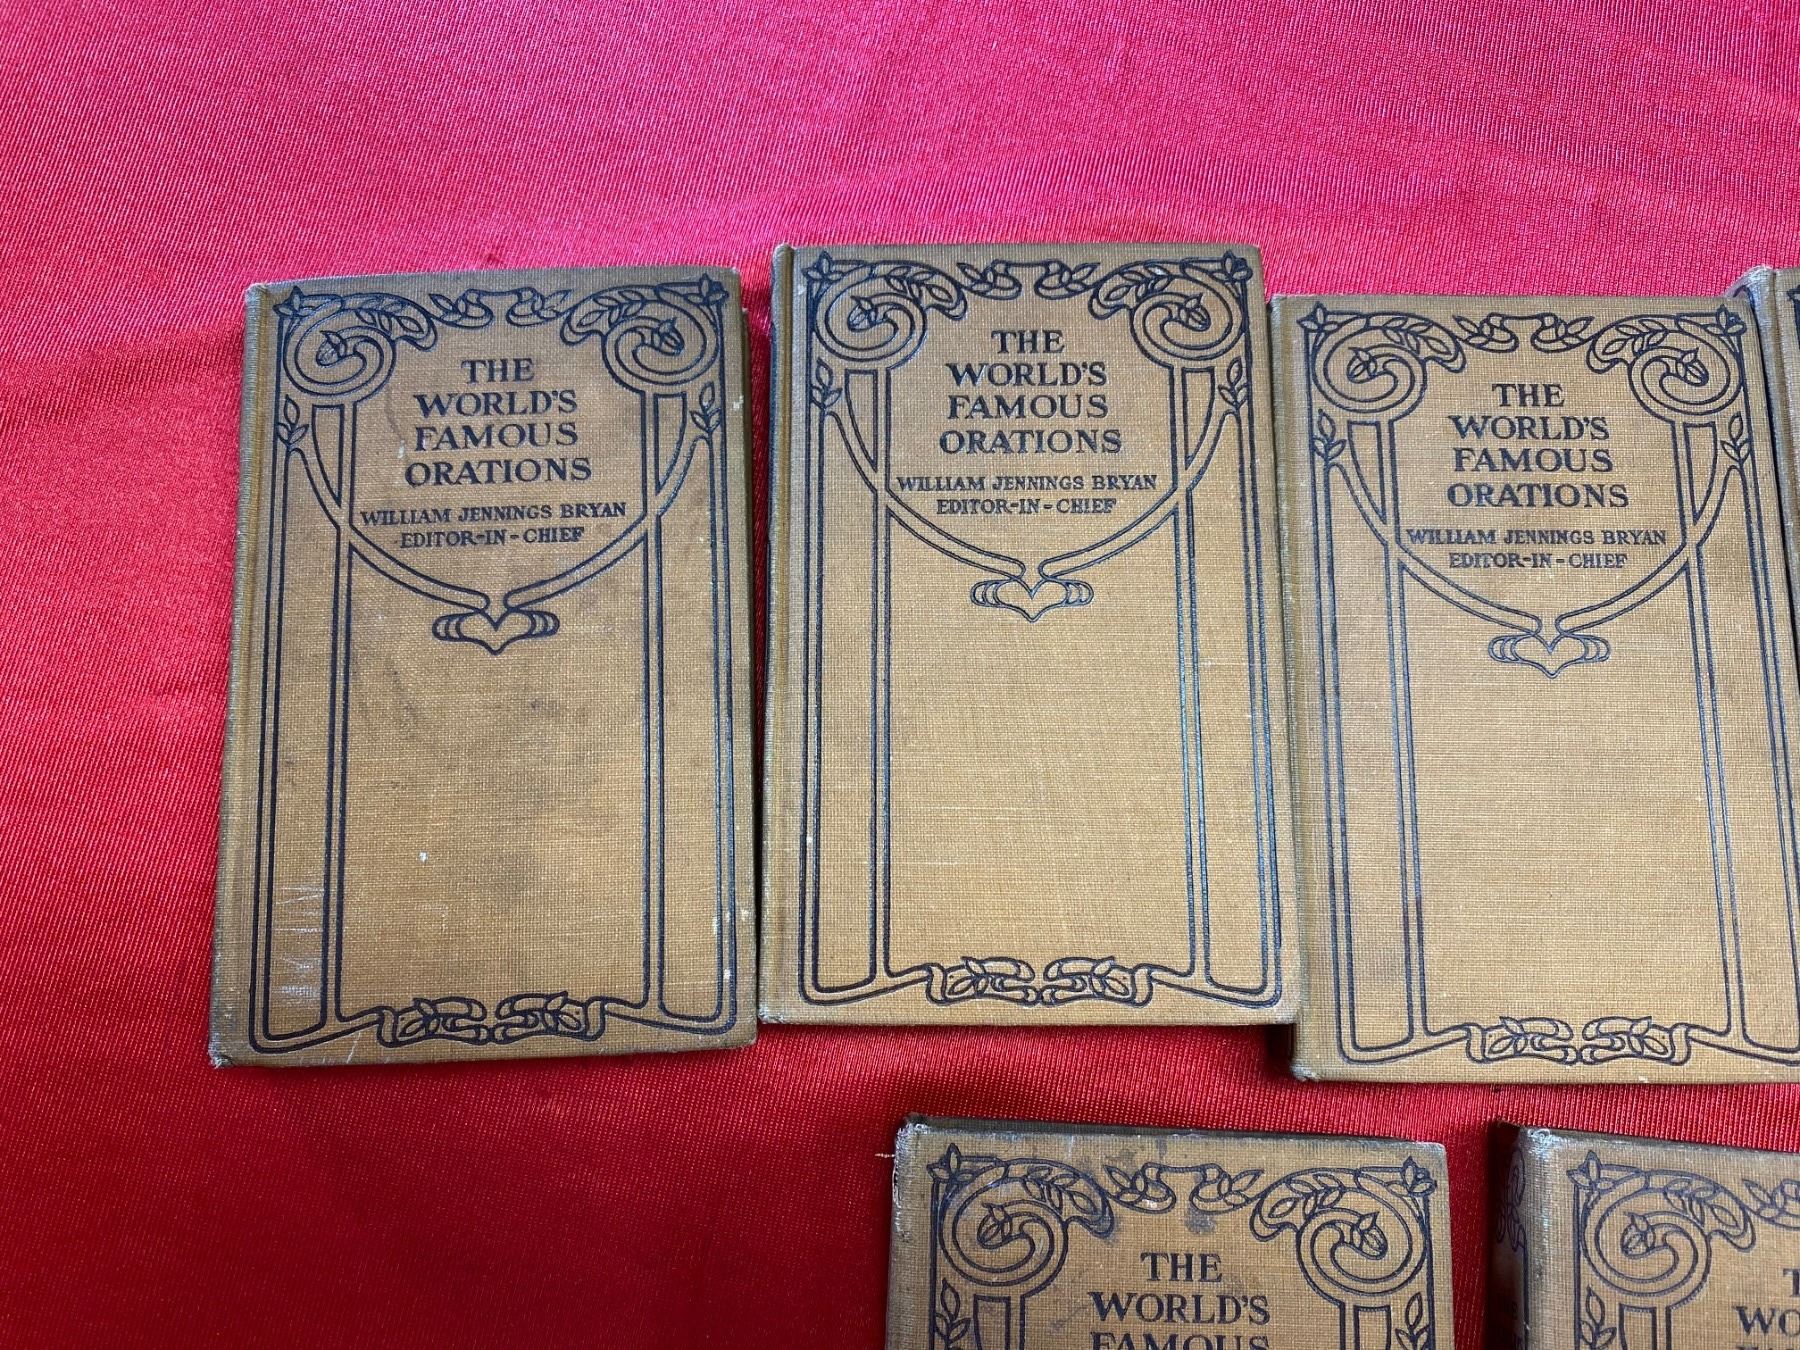 THE
WORLD'S
FAMOUS
ORATIONS
WILLIAM JENNINGS BRYAN
EDITOR-IN-CHIEF
THE
WORLD'S
FAMOUS
ORATIONS
WILLIAM JENNINGS BRYAN
EDITOR-IN-CHIEF
THE
WORLD'S
FAMOUS
ORATIONS
WILLIAM JENNINGS BRYAN
EDITOR-IN-CHIEF
THE
WORLD'S
FAMOUS